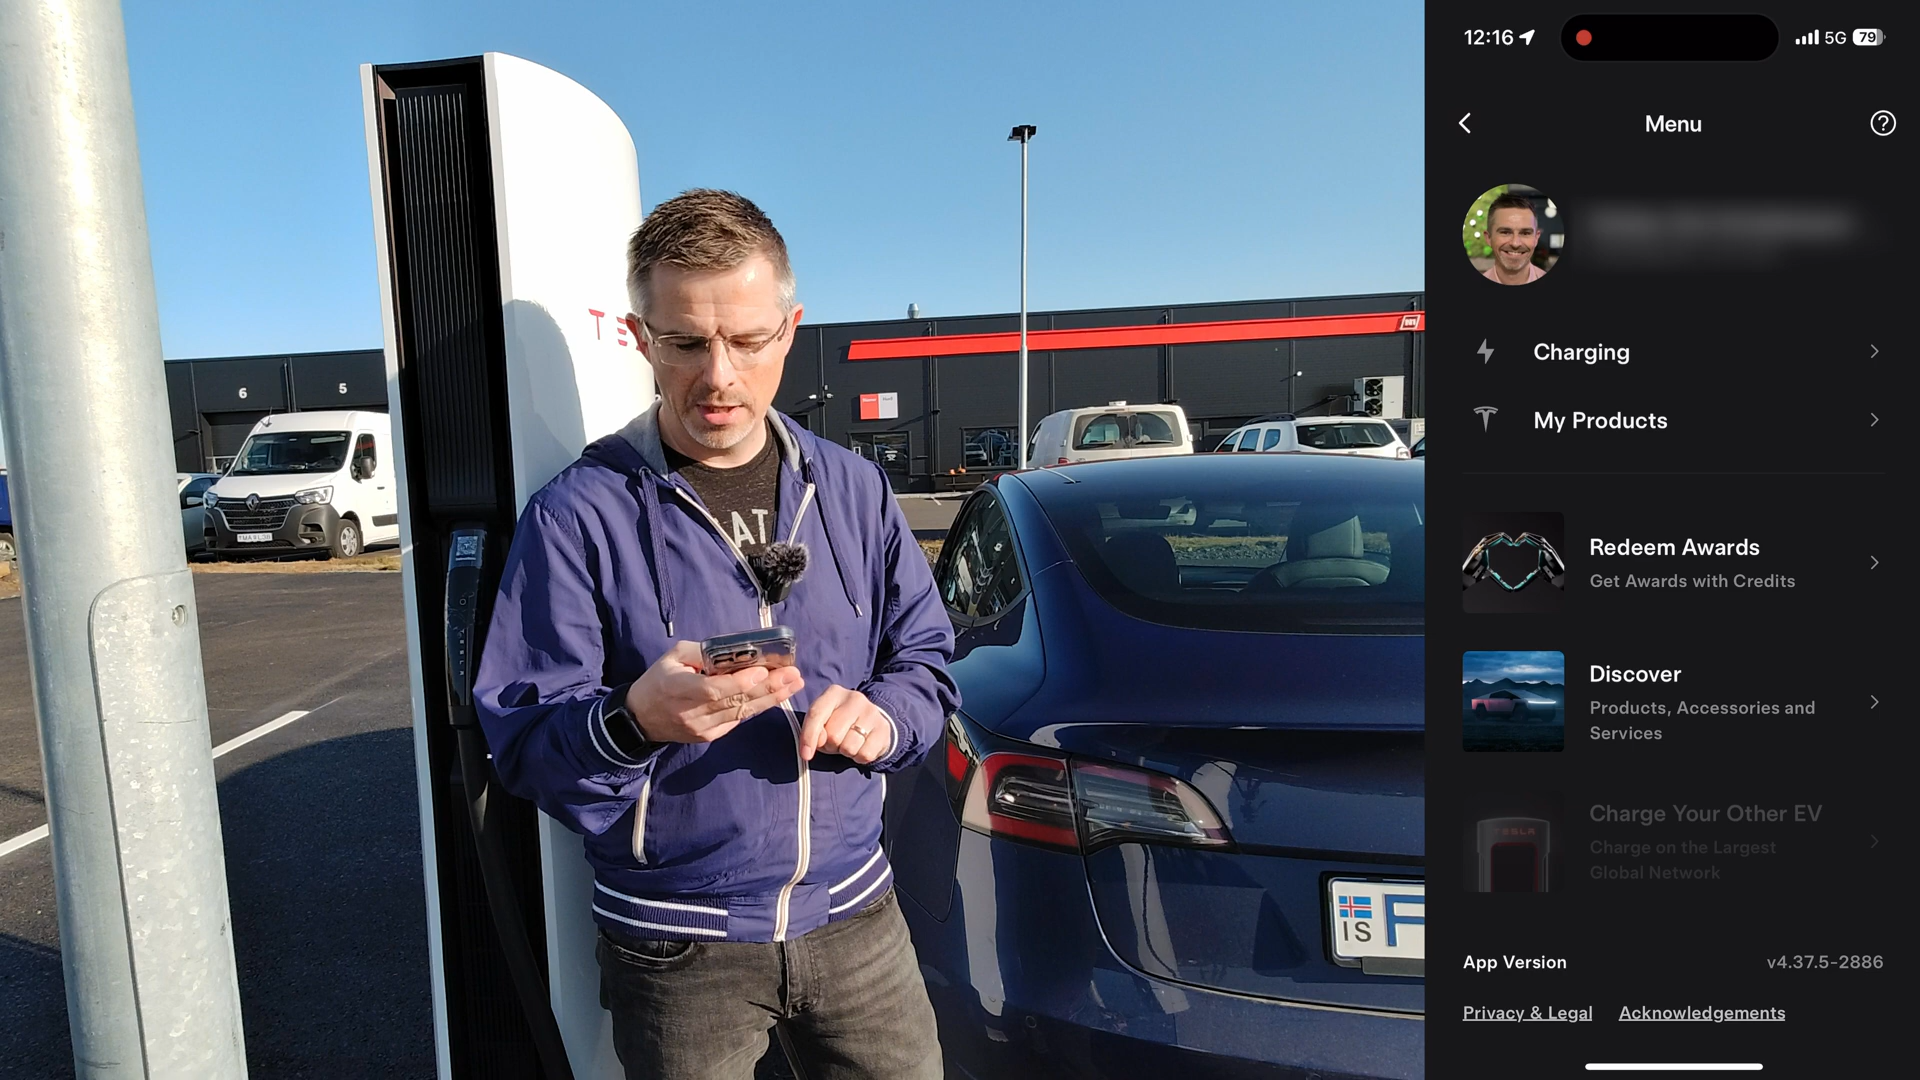 6
5
T E
AT
IS
12:16
5G
79
Menu
Charging
My Products
Redeem Awards
Get Awards with Credits
Discover
Products, Accessories and
Services
TESLA
Charge Your Other EV
Charge on the Largest
Global Network
App Version
v4.37.5-2886
Privacy & Legal
Acknowledgements